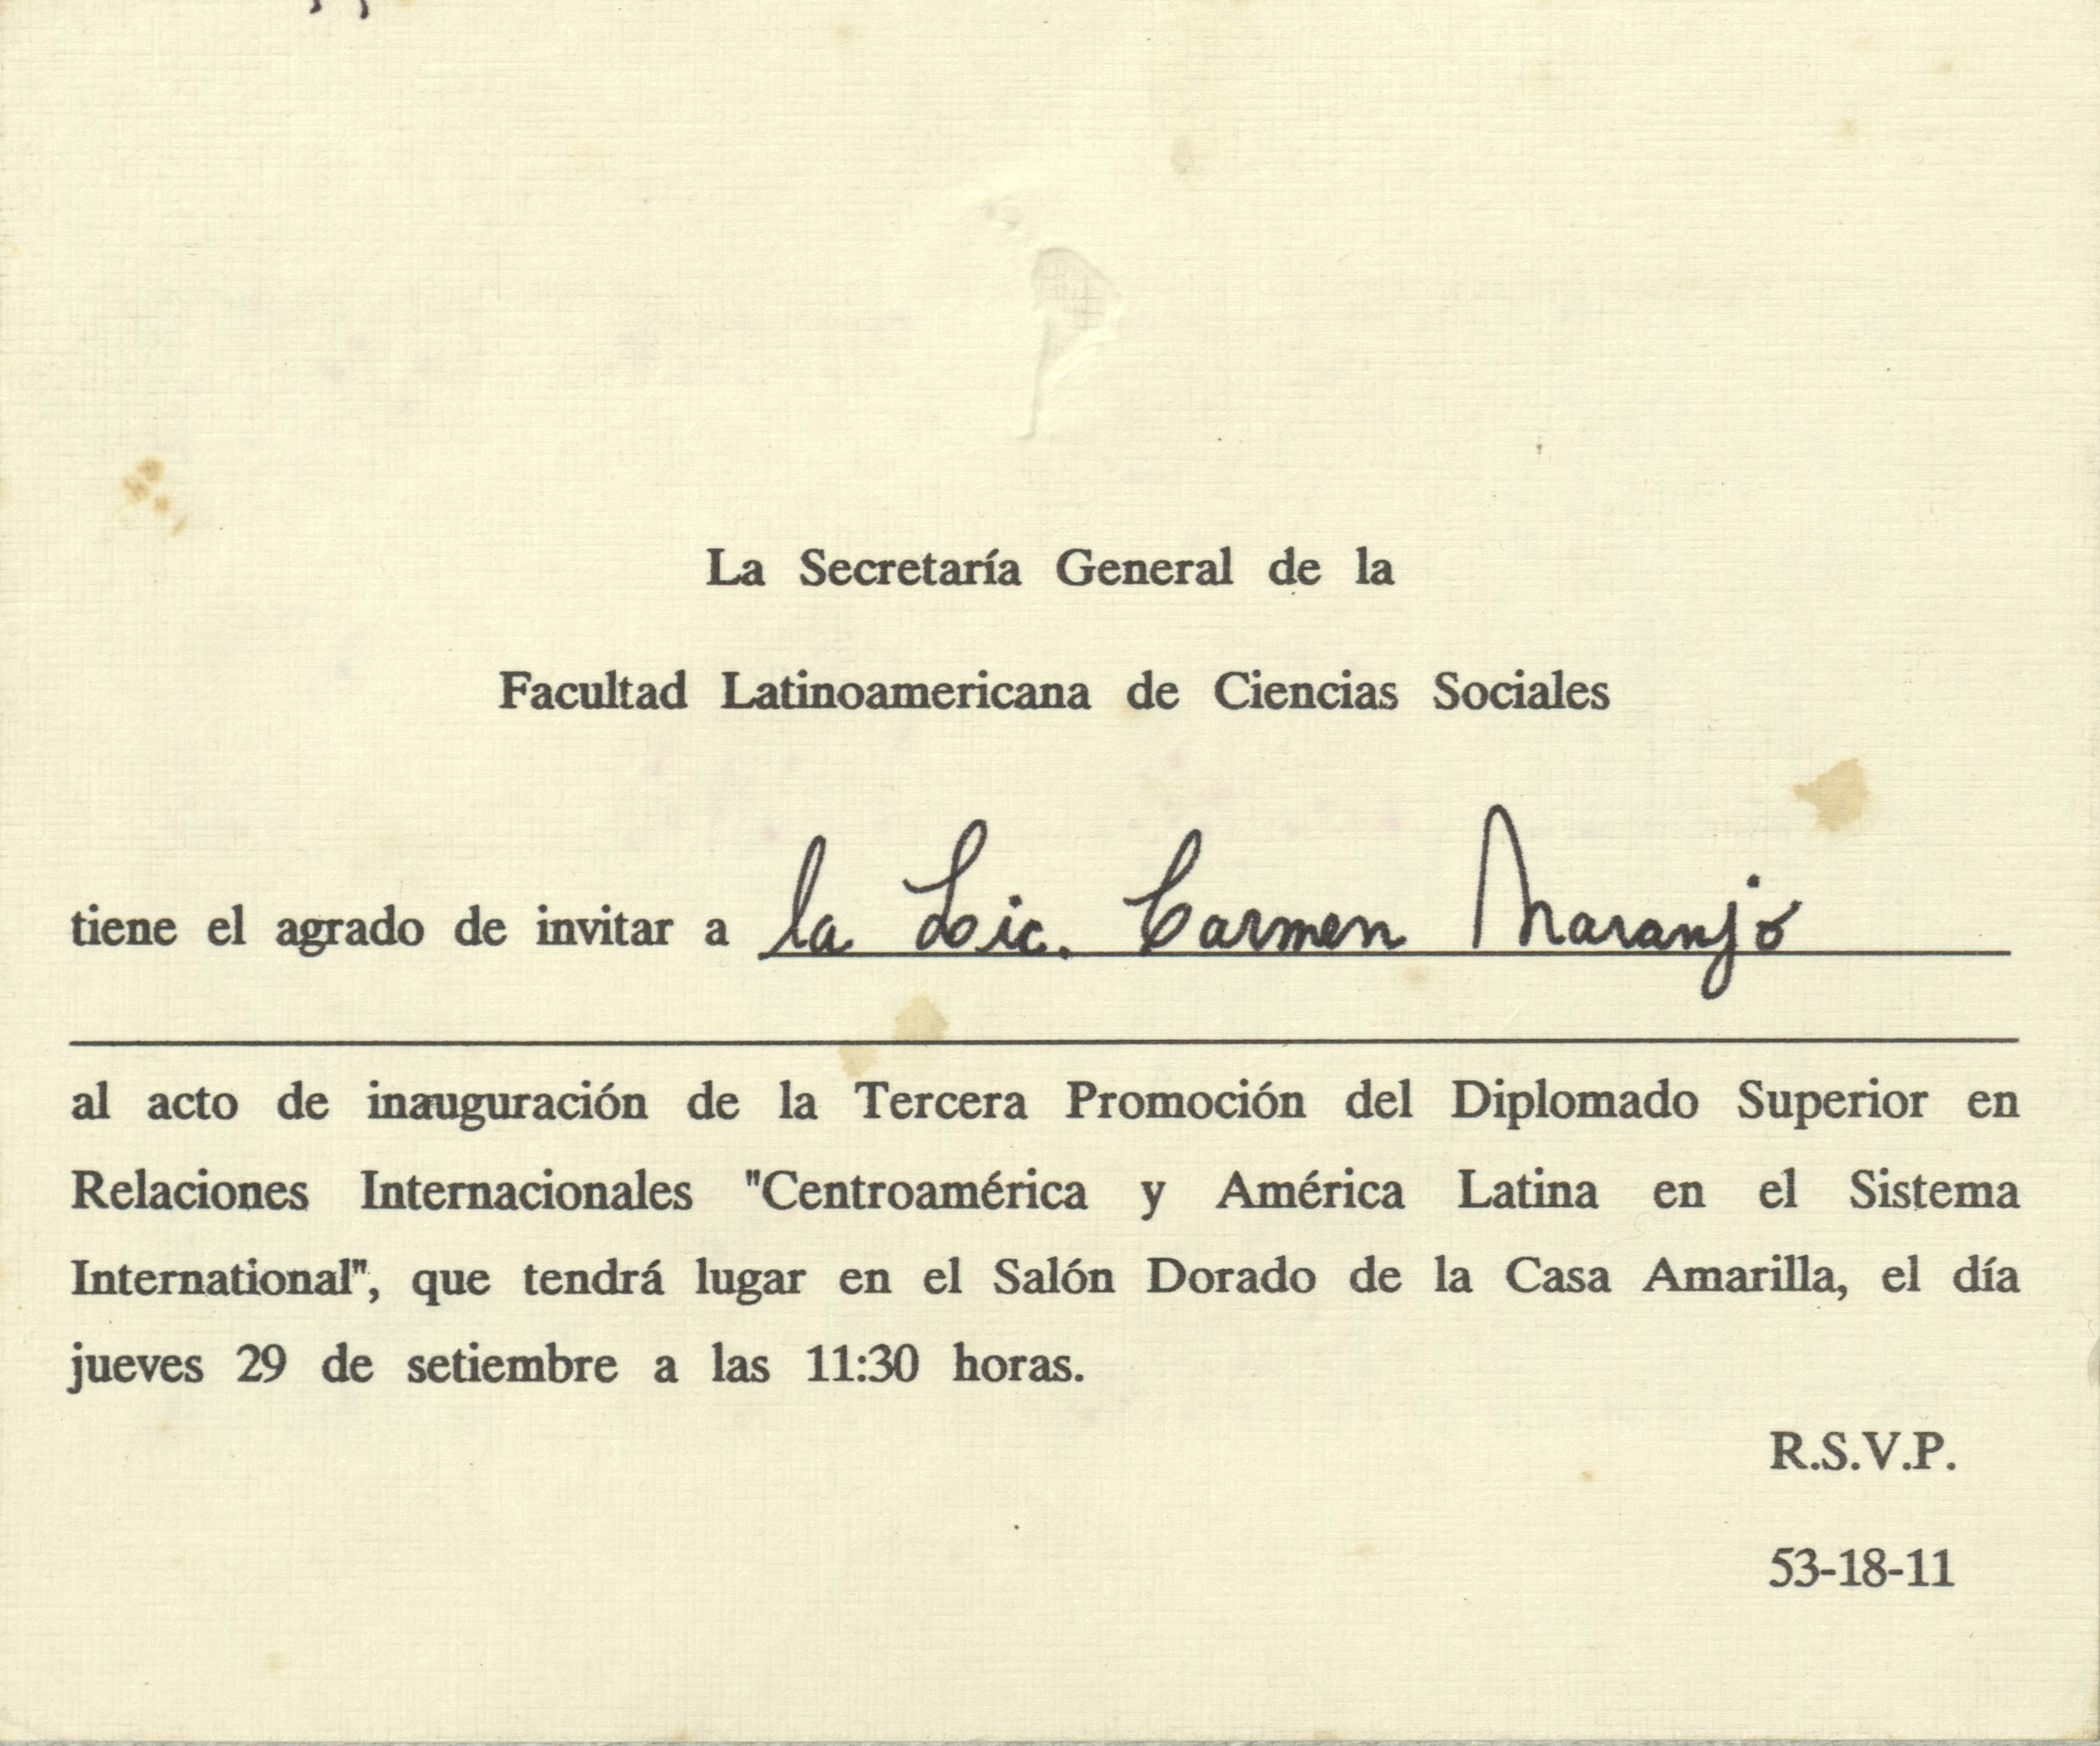 La Secretaría General de la
Facultad Latinoamericana de Ciencias Sociales
tiene el agrado de invitar a la Lic. Carmen Naranjo
al acto de inauguración de la Tercera Promoción del Diplomado Superior en
Relaciones Internacionales "Centroamérica y América Latina en el Sistema
International", que tendrá lugar en el Salón Dorado de la Casa Amarilla, el día
jueves 29 de setiembre a las 11:30 horas.
R.S.V.P.
53-18-11